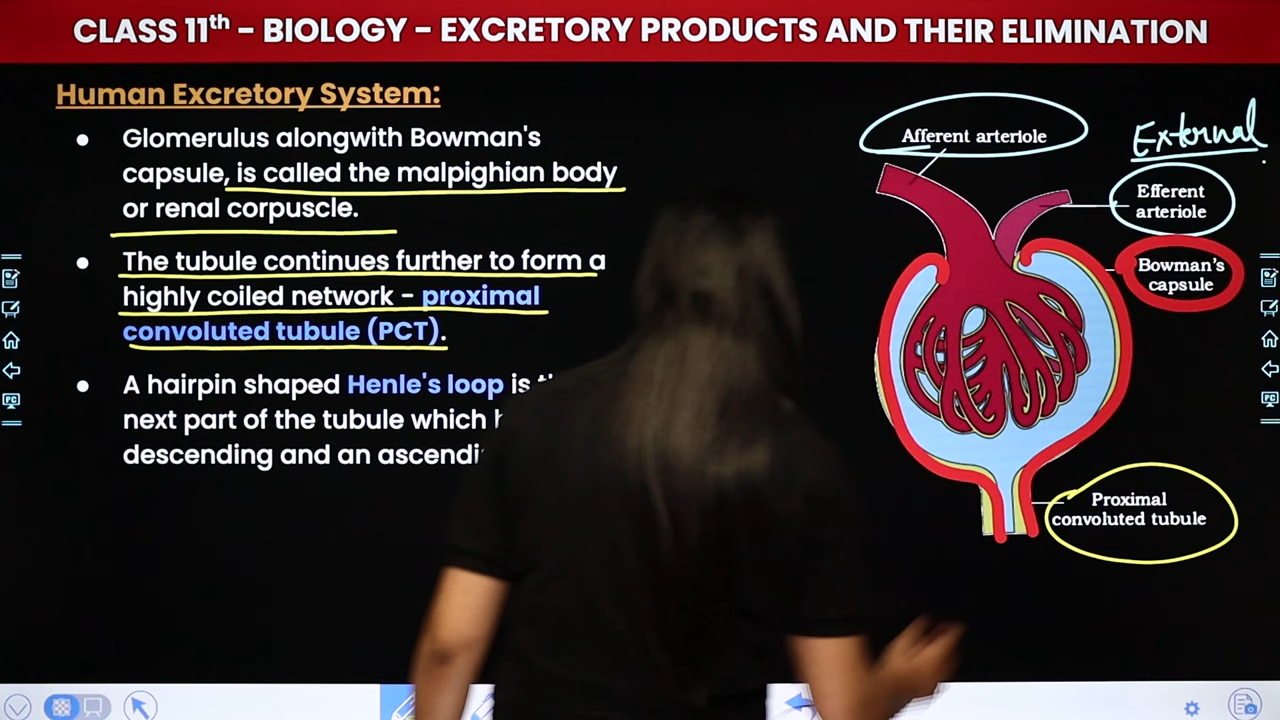 CLASS 11th - BIOLOGY - EXCRETORY PRODUCTS AND THEIR ELIMINATION
Human Excretory System:
● Glomerulus alongwith Bowman's
capsule, is called the malpighian body
or renal corpuscle.
● The tubule continues further to form a
highly coiled network - proximal
convoluted tubule (PCT).
● A hairpin shaped Henle's loop is
next part of the tubule which
descending and an
Afferent arteriole
External
Efferent
arteriole
Bowman's
capsule
Proximal
convoluted tubule
PC
PC